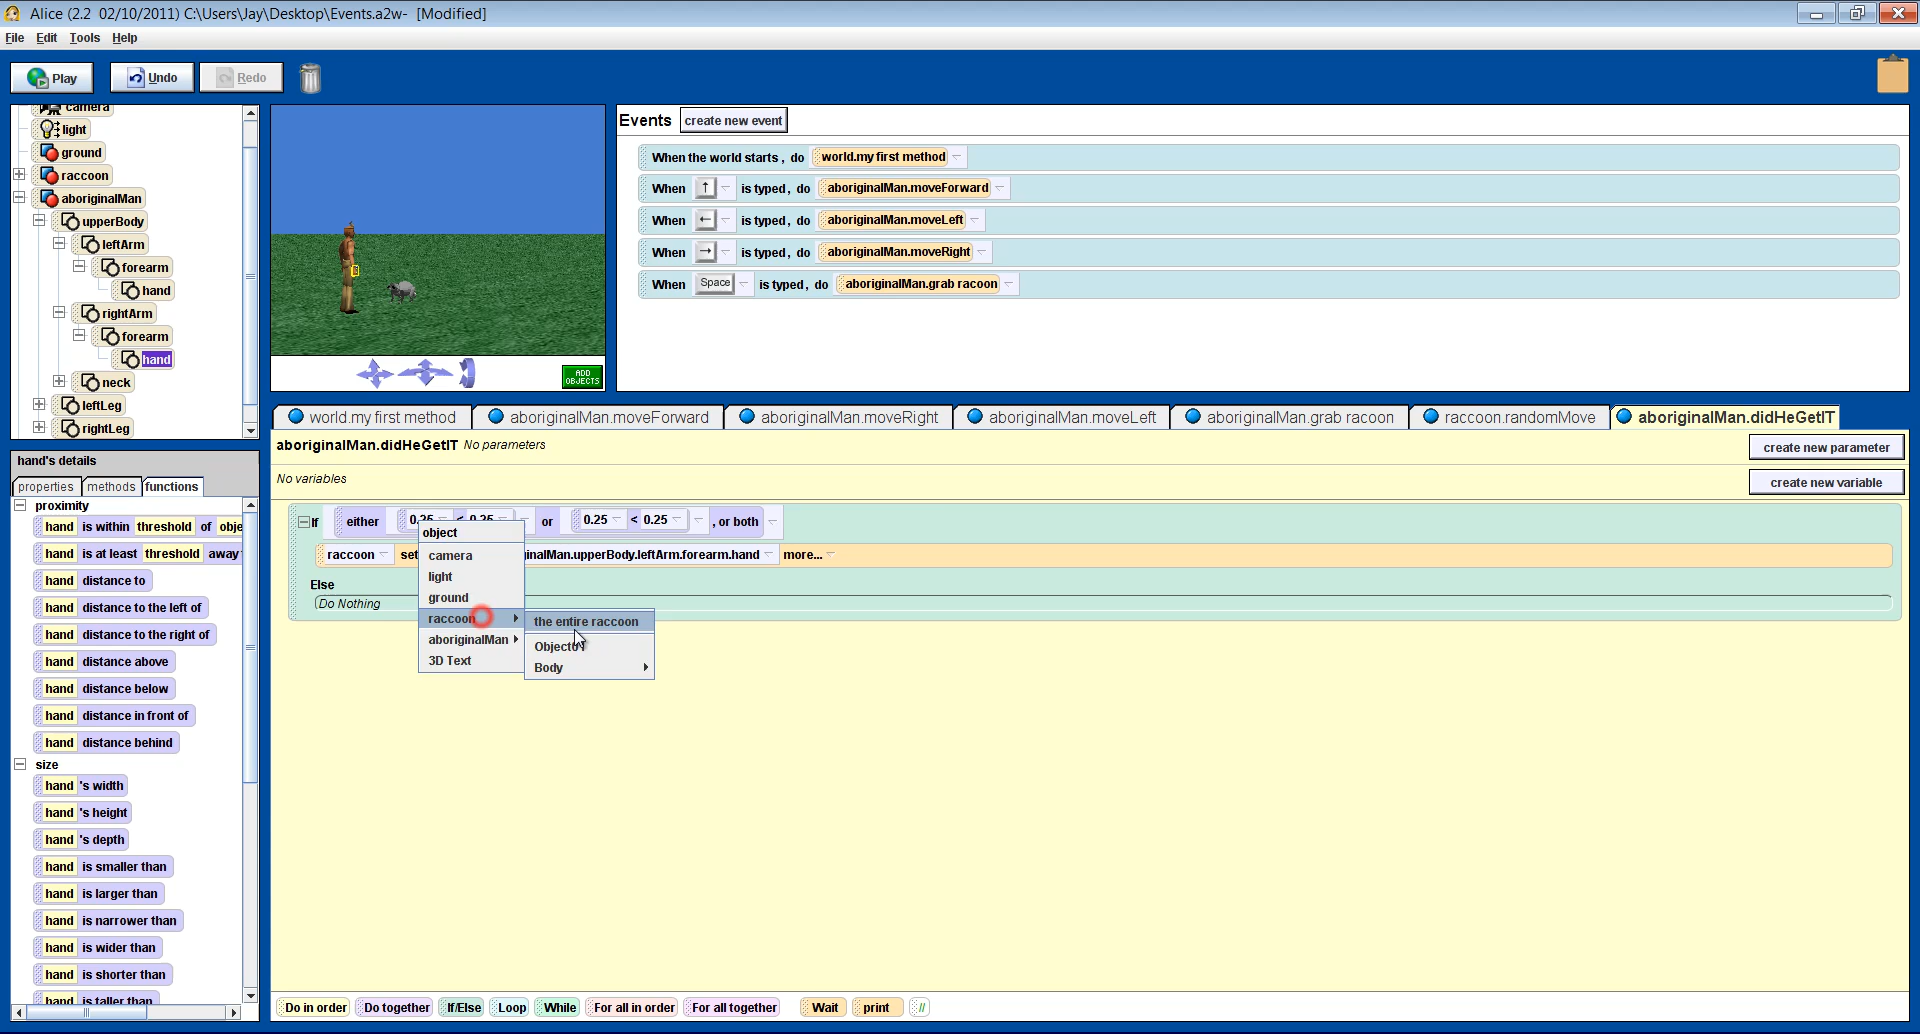 Alice (2.2  02/10/2011) C:\Users\Jay\Desktop\Events.a2w-  [Modified]
File Edit Tools Help
Play Undo Redo
camera
light
ground
raccoon
aboriginalMan
upperBody
leftArm
forearm
hand
rightArm
forearm
hand
neck
leftLeg
rightLeg
ADD
OBJECTS
Events create new event
When the world starts, do world.my first method
When ↑ is typed, do aboriginalMan.moveForward
When ← is typed, do aboriginalMan.moveLeft
When → is typed, do aboriginalMan.moveRight
When Space is typed, do aboriginalMan.grab racoon
hand's details
properties methods functions
proximity
hand is within threshold of obje
hand is at least threshold away
hand distance to
hand distance to the left of
hand distance to the right of
hand distance above
hand distance below
hand distance in front of
hand distance behind
size
hand 's width
hand 's height
hand 's depth
hand is smaller than
hand is larger than
hand is narrower than
hand is wider than
hand is shorter than
hand is taller than
world.my first method aboriginalMan.moveForward aboriginalMan.moveRight aboriginalMan.moveLeft aboriginalMan.grab racoon raccoon.randomMove aboriginalMan.didHeGetIT
aboriginalMan.didHeGetIT No parameters create new parameter
No variables create new variable
If either 0.25 < 0.25 or 0.25 < 0.25 , or both
raccoon set inalMan.upperBody.leftArm.forearm.hand more...
Else
(Do Nothing
object
camera
light
ground
raccoon
aboriginalMan
3D Text
the entire raccoon
Body
Do in order Do together If/Else Loop While For all in order For all together Wait print //